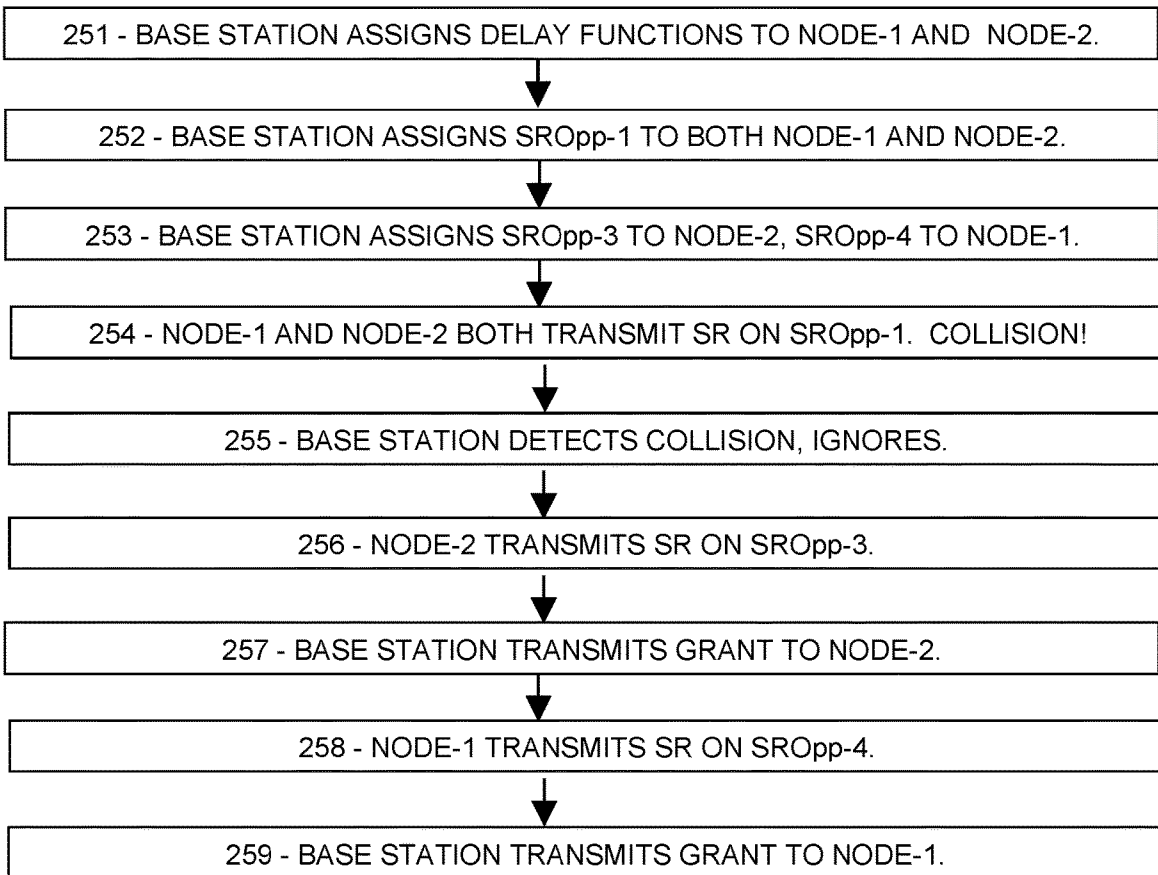 251 - BASE STATION ASSIGNS DELAY FUNCTIONS TO NODE-1 AND NODE-2.
252 - BASE STATION ASSIGNS SROpp-1 TO BOTH NODE-1 AND NODE-2.
253 - BASE STATION ASSIGNS SROpp-3 TO NODE-2, SROpp-4 TO NODE-1.
254 - NODE-1 AND NODE-2 BOTH TRANSMIT SR ON SROpp-1. COLLISION!
255 - BASE STATION DETECTS COLLISION, IGNORES.
256 - NODE-2 TRANSMITS SR ON SROpp-3.
257 - BASE STATION TRANSMITS GRANT TO NODE-2.
258 - NODE-1 TRANSMITS SR ON SROpp-4.
259 - BASE STATION TRANSMITS GRANT TO NODE-1.